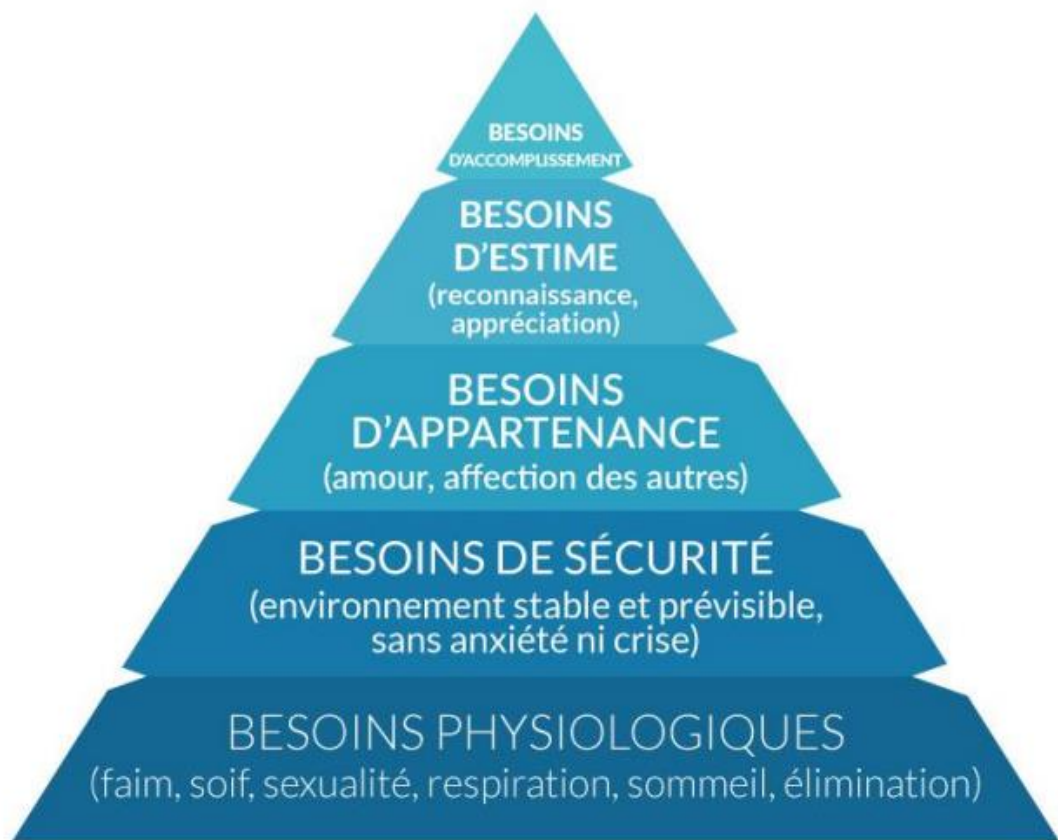 BESOINS
D'ACCOMPLISSEMENT
BESOINS
D'ESTIME
(reconnaissance,
appréciation)
BESOINS
D'APPARTENANCE
(amour, affection des autres)
BESOINS DE SÉCURITÉ
(environnement stable et prévisible,
sans anxiété ni crise)
BESOINS PHYSIOLOGIQUES
(faim, soif, sexualité, respiration, sommeil, élimination)